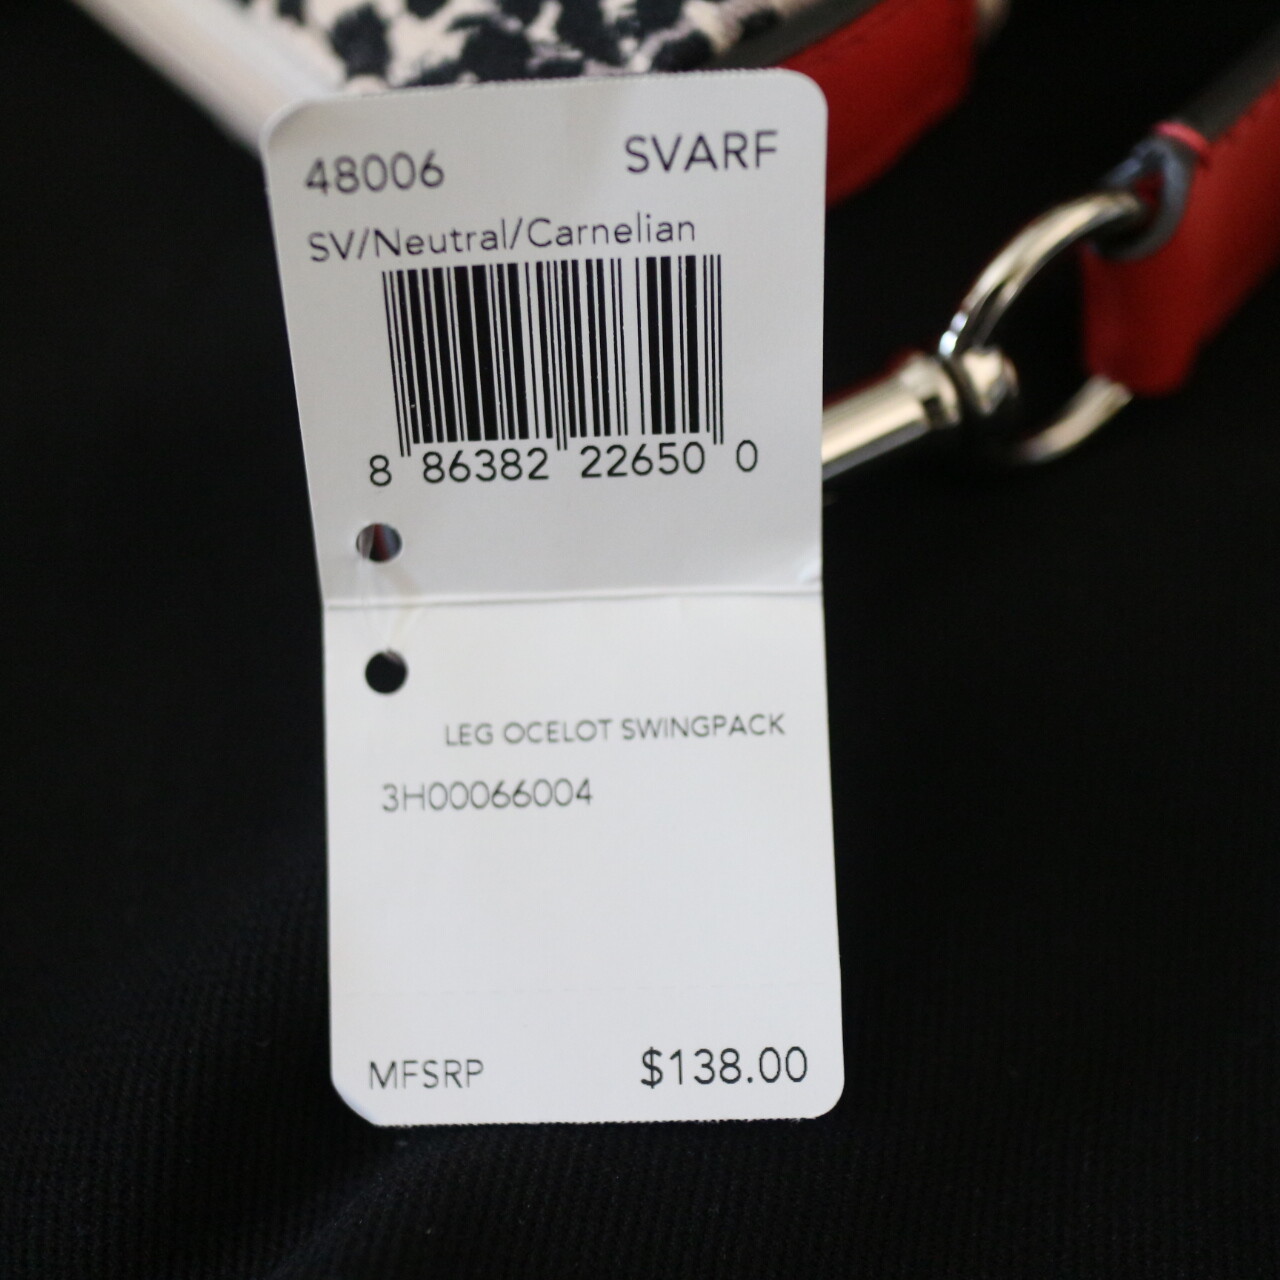 48006 SVARF
SV/Neutral/Carnelian
8 86382 22650 0
LEG OCELOT SWINGPACK
3H00066004
MFSRP $138.00